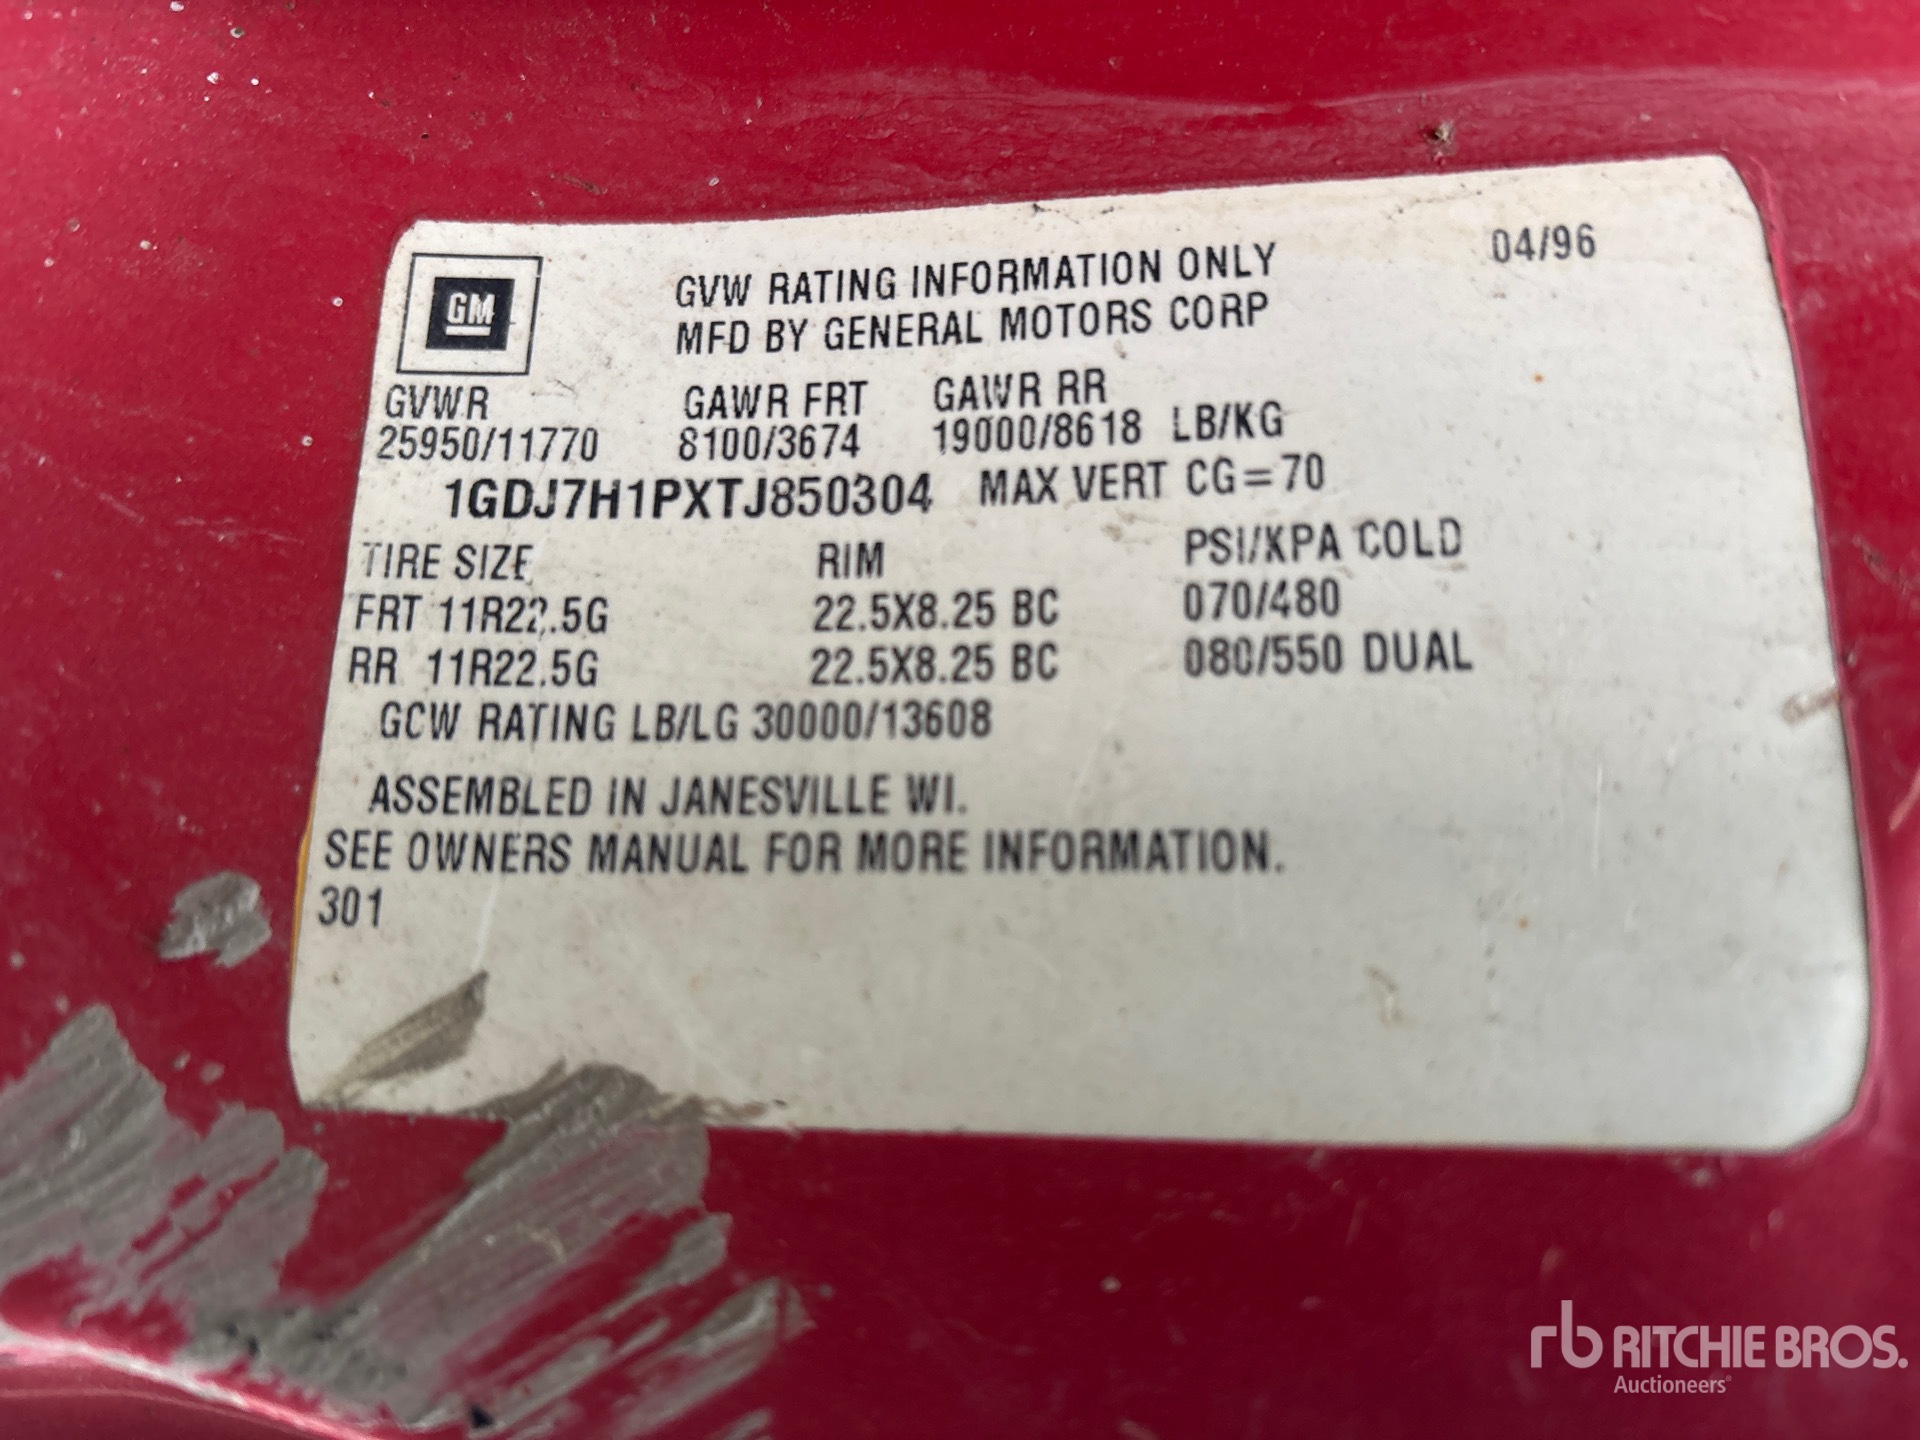 04/96
GM
GVW RATING INFORMATION ONLY
MFD BY GENERAL MOTORS CORP
GVWR GAWR FRT GAWR RR
25950/11770 8100/3674 19000/8618 LB/KG
1GDJ7H1PXTJ850304 MAX VERT CG=70
TIRE SIZE RIM PSI/KPA COLD
FRT 11R22.5G 22.5X8.25 BC 070/480
RR 11R22.5G 22.5X8.25 BC 080/550 DUAL
GCW RATING LB/LG 30000/13608
ASSEMBLED IN JANESVILLE WI.
SEE OWNERS MANUAL FOR MORE INFORMATION.
301
rb RITCHIE BROS.
Auctioneers®